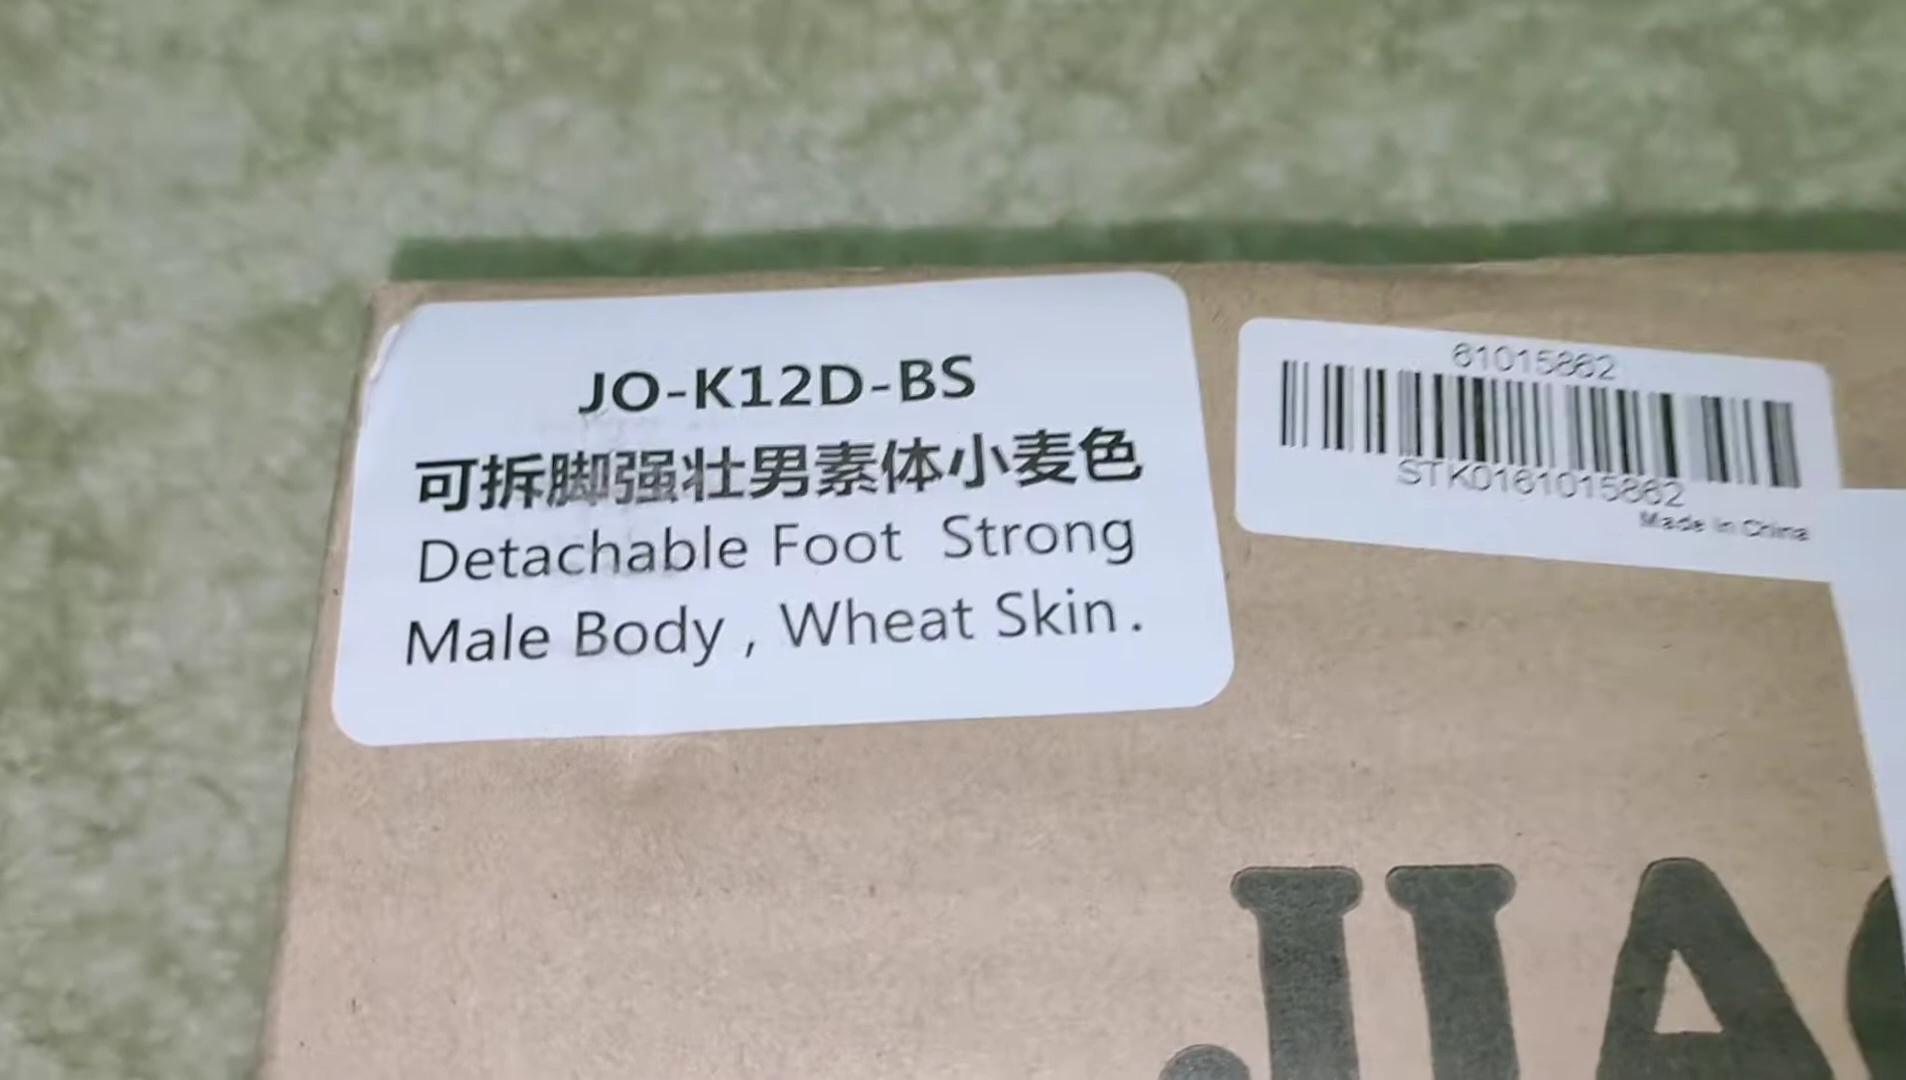 JO-K12D-BS
可拆脚强壮男素体小麦色
Detachable Foot Strong
Male Body , Wheat Skin .
61015862
STK0161015862
Made In China
JIAO